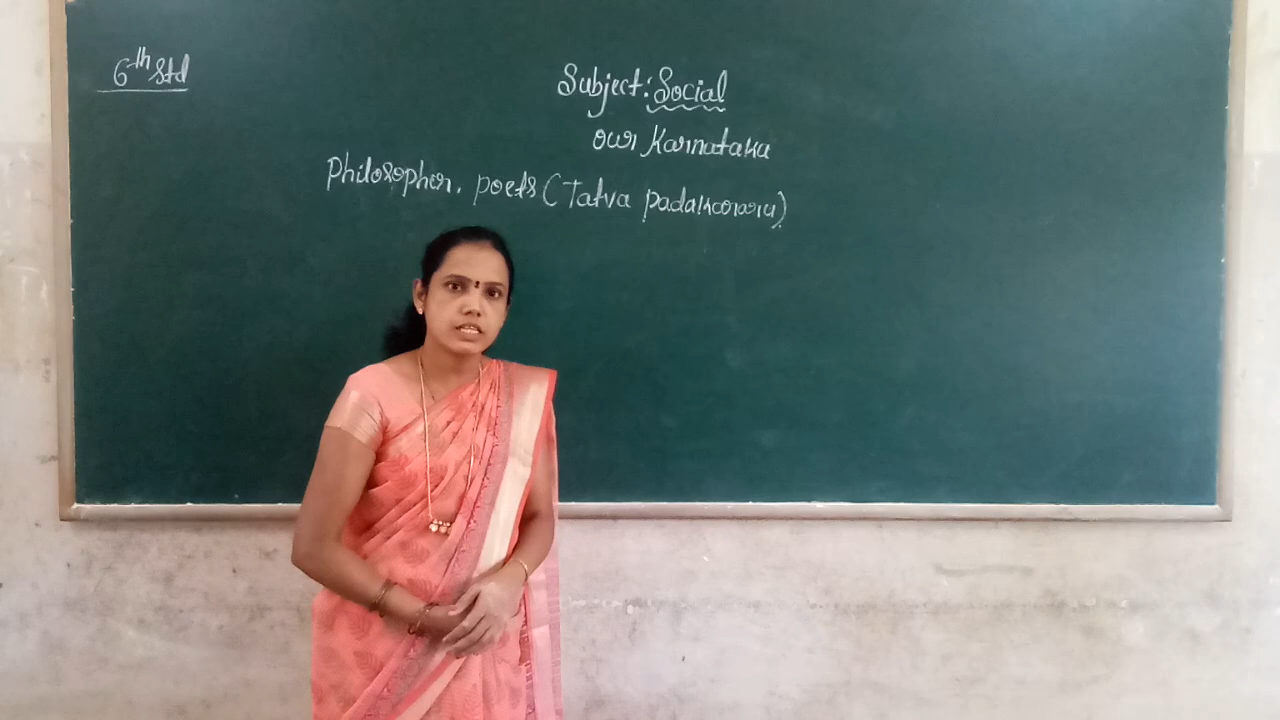 6th Std
Subject: Social
our Karnataka
Philosopher. poets (Tatva padakararu)